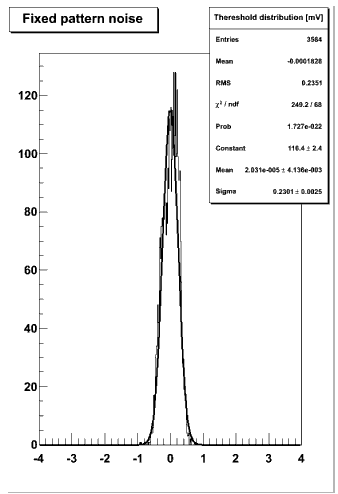 Fixed pattern noise
Thereshold distribution [mV]
Entries 3564
Mean -0.0001828
RMS 0.2351
χ² / ndf 249.2 / 68
Prob 1.727e-022
Constant 116.4 ± 2.4
Mean 2.031e-005 ± 4.136e-003
Sigma 0.2301 ± 0.0025
120
100
80
60
40
20
0
-4 -3 -2 -1 0 1 2 3 4